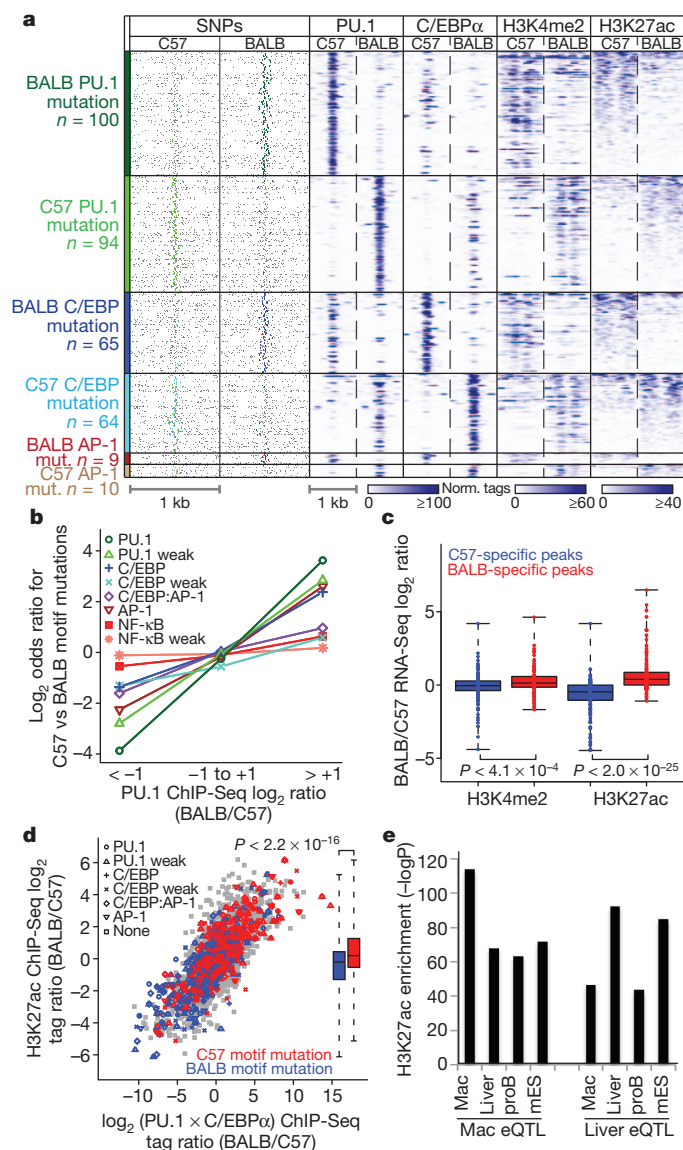 a
SNPs PU.1 C/EBPα H3K4me2 H3K27ac
C57 BALB C57 BALB C57 BALB C57 BALB C57 BALB
BALB PU.1
mutation
n = 100
C57 PU.1
mutation
n = 94
BALB C/EBP
mutation
n = 65
C57 C/EBP
mutation
n = 64
BALB AP-1
mut. n = 9
C57 AP-1
mut. n = 10
1 kb 1 kb 0 ≥100 Norm. tags 0 ≥60 0 ≥40
b
Log2 odds ratio for
C57 vs BALB motif mutations
4
2
0
−2
−4
PU.1
PU.1 weak
C/EBP
C/EBP weak
C/EBP:AP-1
AP-1
NF-κB
NF-κB weak
< −1 −1 to +1 > +1
PU.1 ChIP-Seq log2 ratio
(BALB/C57)
c
C57-specific peaks
BALB-specific peaks
BALB/C57 RNA-Seq log2 ratio
5
0
−5
P < 4.1 × 10−4 P < 2.0 × 10−25
H3K4me2 H3K27ac
d
P < 2.2 × 10−16
PU.1
PU.1 weak
C/EBP
C/EBP weak
C/EBP:AP-1
AP-1
None
H3K27ac ChIP-Seq log2
tag ratio (BALB/C57)
6
4
2
0
−2
−4
−6
C57 motif mutation
BALB motif mutation
−10 −5 0 5 10 15
log2 (PU.1 × C/EBPα) ChIP-Seq
tag ratio (BALB/C57)
e
H3K27ac enrichment (−logP)
120
100
80
60
40
20
0
Mac Liver proB mES Mac Liver proB mES
Mac eQTL Liver eQTL